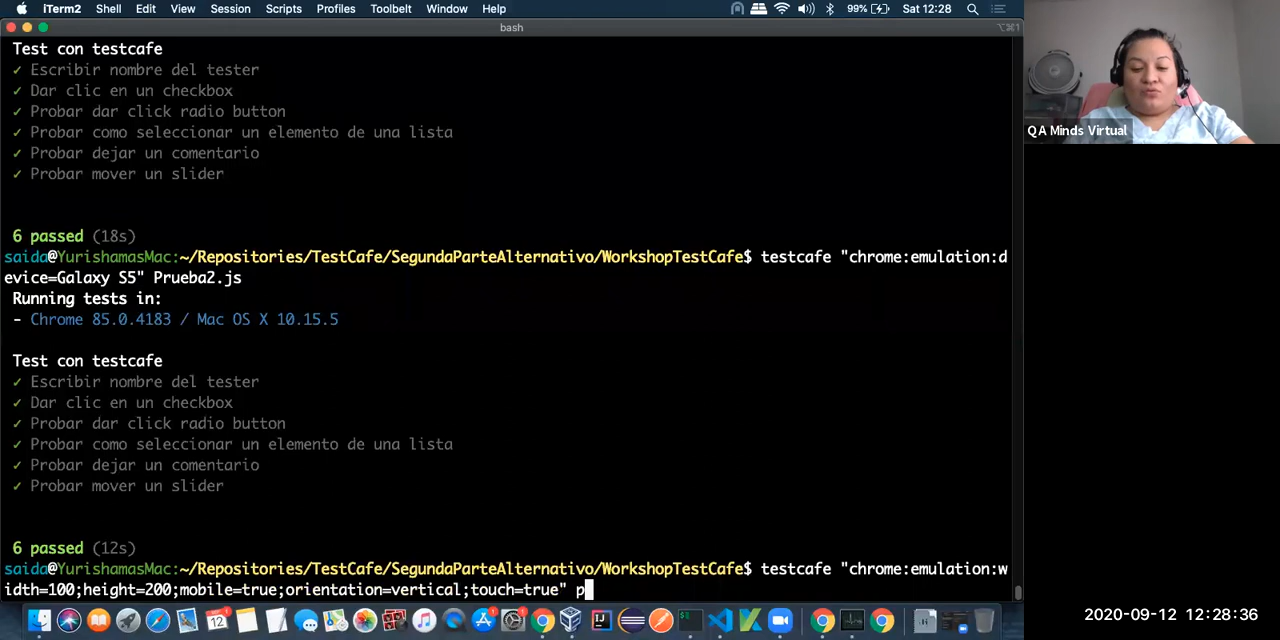 iTerm2 Shell Edit View Session Scripts Profiles Toolbelt Window Help 99% Sat 12:28
bash ⌥⌘1
Test con testcafe
✓ Escribir nombre del tester
✓ Dar clic en un checkbox
✓ Probar dar click radio button
✓ Probar como seleccionar un elemento de una lista
✓ Probar dejar un comentario
✓ Probar mover un slider
6 passed (18s)
saida@YurishamasMac:~/Repositories/TestCafe/SegundaParteAlternativo/WorkshopTestCafe$ testcafe "chrome:emulation:d
evice=Galaxy S5" Prueba2.js
Running tests in:
- Chrome 85.0.4183 / Mac OS X 10.15.5
Test con testcafe
✓ Escribir nombre del tester
✓ Dar clic en un checkbox
✓ Probar dar click radio button
✓ Probar como seleccionar un elemento de una lista
✓ Probar dejar un comentario
✓ Probar mover un slider
6 passed (12s)
saida@YurishamasMac:~/Repositories/TestCafe/SegundaParteAlternativo/WorkshopTestCafe$ testcafe "chrome:emulation:w
idth=100;height=200;mobile=true;orientation=vertical;touch=true" p
QA Minds Virtual
12
2020-09-12 12:28:36